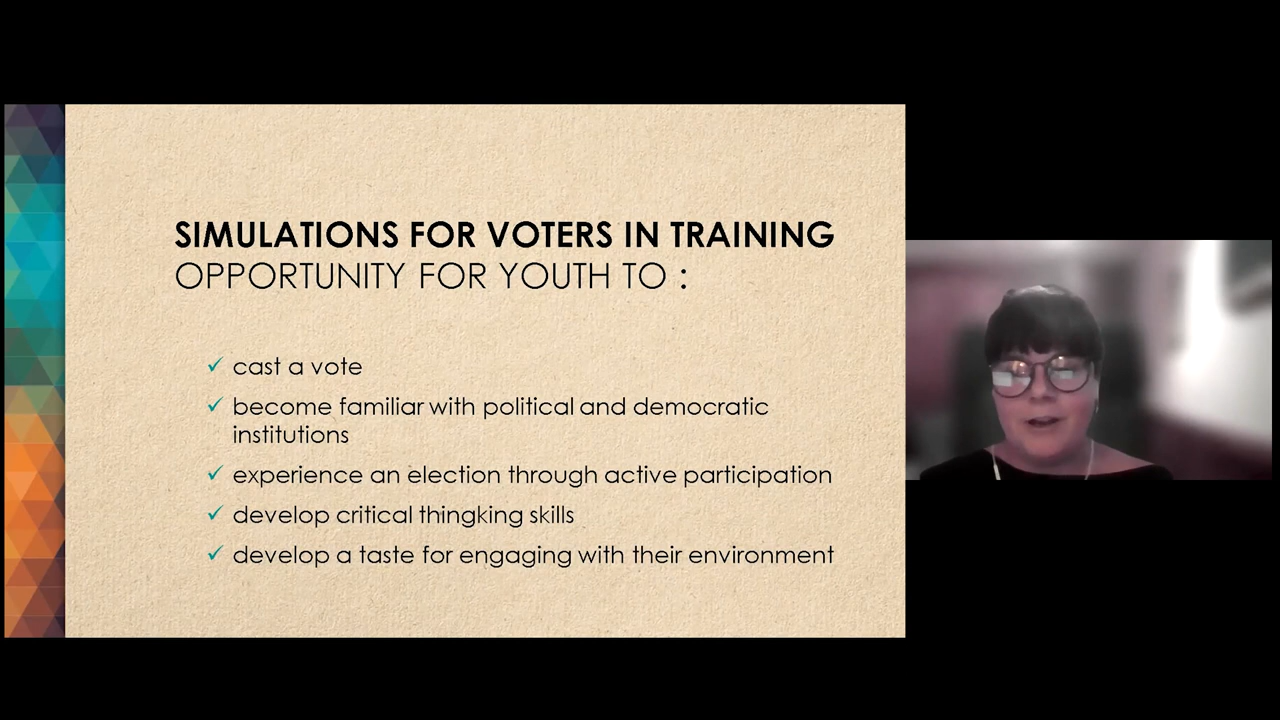 SIMULATIONS FOR VOTERS IN TRAINING
OPPORTUNITY FOR YOUTH TO :
✓ cast a vote
✓ become familiar with political and democratic
institutions
✓ experience an election through active participation
✓ develop critical thingking skills
✓ develop a taste for engaging with their environment